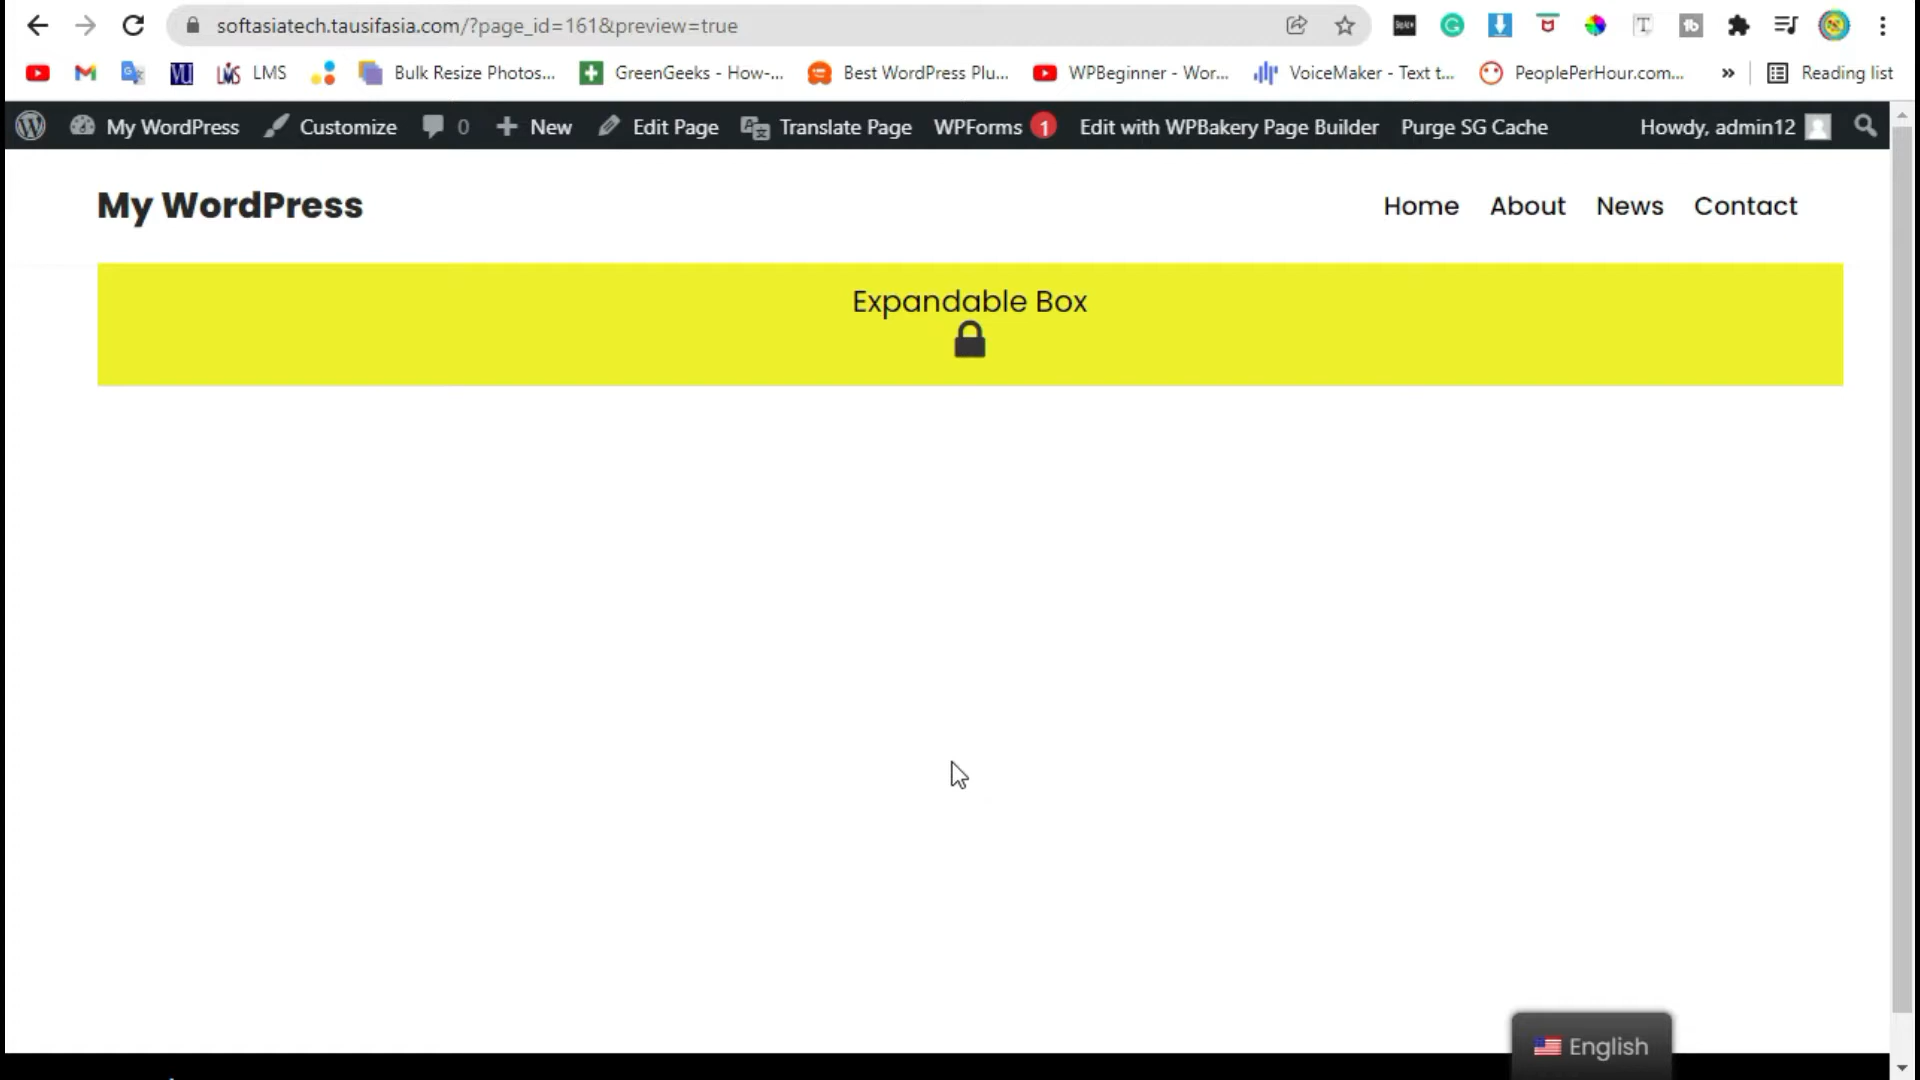 softasiatech.tausifasia.com/?page_id=161&preview=true
LMS Bulk Resize Photos... GreenGeeks - How-... Best WordPress Plu... WPBeginner - Wor... VoiceMaker - Text t... PeoplePerHour.com... » Reading list
My WordPress Customize 0 New Edit Page Translate Page WPForms 1 Edit with WPBakery Page Builder Purge SG Cache Howdy, admin12
My WordPress Home About News Contact
Expandable Box
English